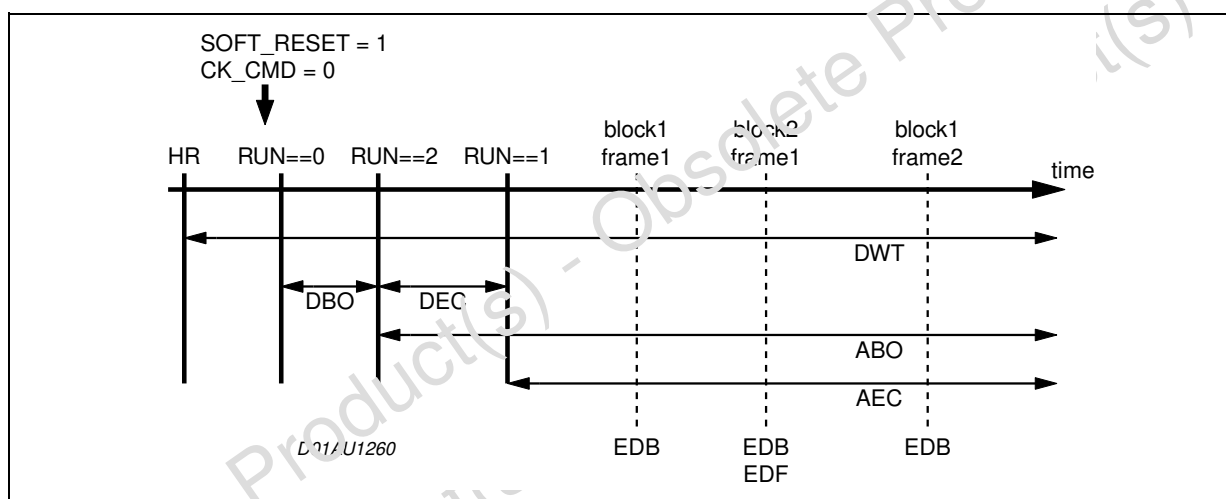 SOFT_RESET = 1
CK_CMD = 0
block1 block2 block1
HR RUN==0 RUN==2 RUN==1 frame1 frame1 frame2
time
DWT
DBO DEC
ABO
AEC
D01AU1260 EDB EDB EDB
EDF
Product(s) - Obsolete